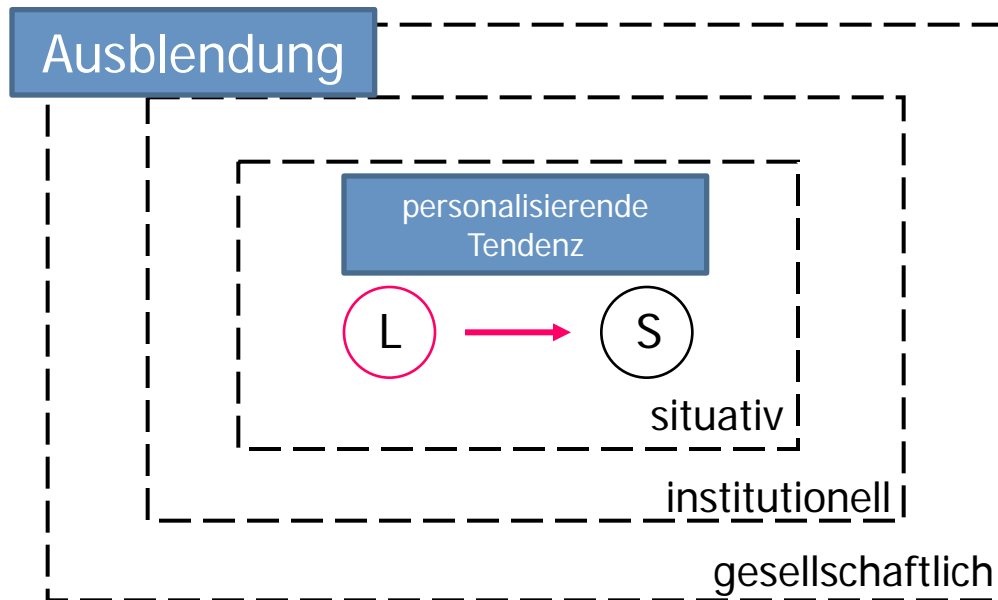 Ausblendung
personalisierende
Tendenz
L
S
situativ
institutionell
gesellschaftlich